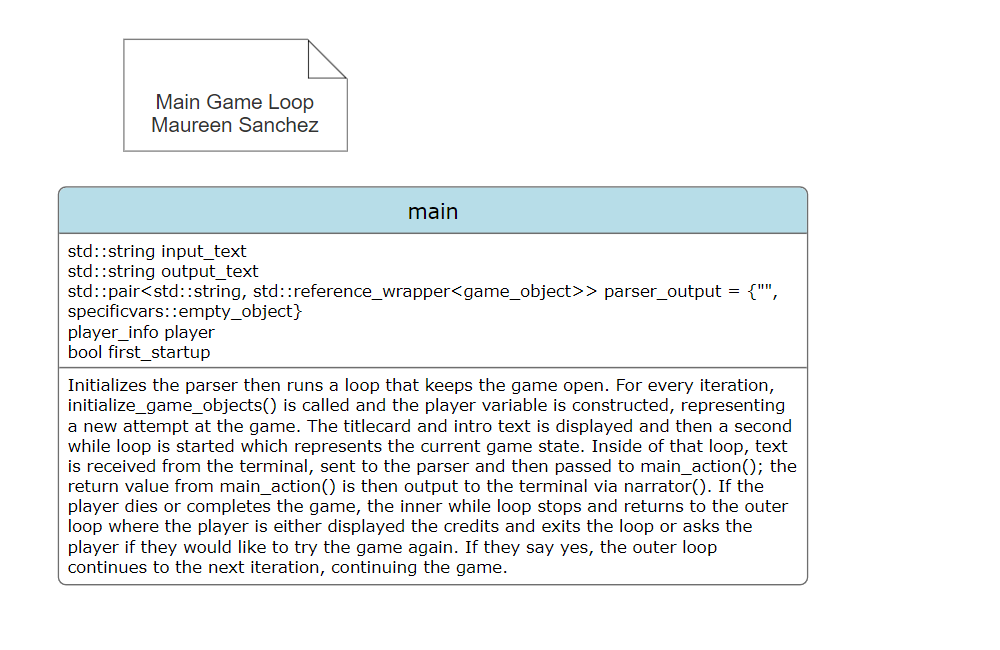 Main Game Loop
Maureen Sanchez
main
std::string input_text
std::string output_text
std::pair<std::string, std::reference_wrapper<game_object>> parser_output = {"",
specificvars::empty_object}
player_info player
bool first_startup
Initializes the parser then runs a loop that keeps the game open. For every iteration,
initialize_game_objects() is called and the player variable is constructed, representing
a new attempt at the game. The titlecard and intro text is displayed and then a second
while loop is started which represents the current game state. Inside of that loop, text
is received from the terminal, sent to the parser and then passed to main_action(); the
return value from main_action() is then output to the terminal via narrator(). If the
player dies or completes the game, the inner while loop stops and returns to the outer
loop where the player is either displayed the credits and exits the loop or asks the
player if they would like to try the game again. If they say yes, the outer loop
continues to the next iteration, continuing the game.